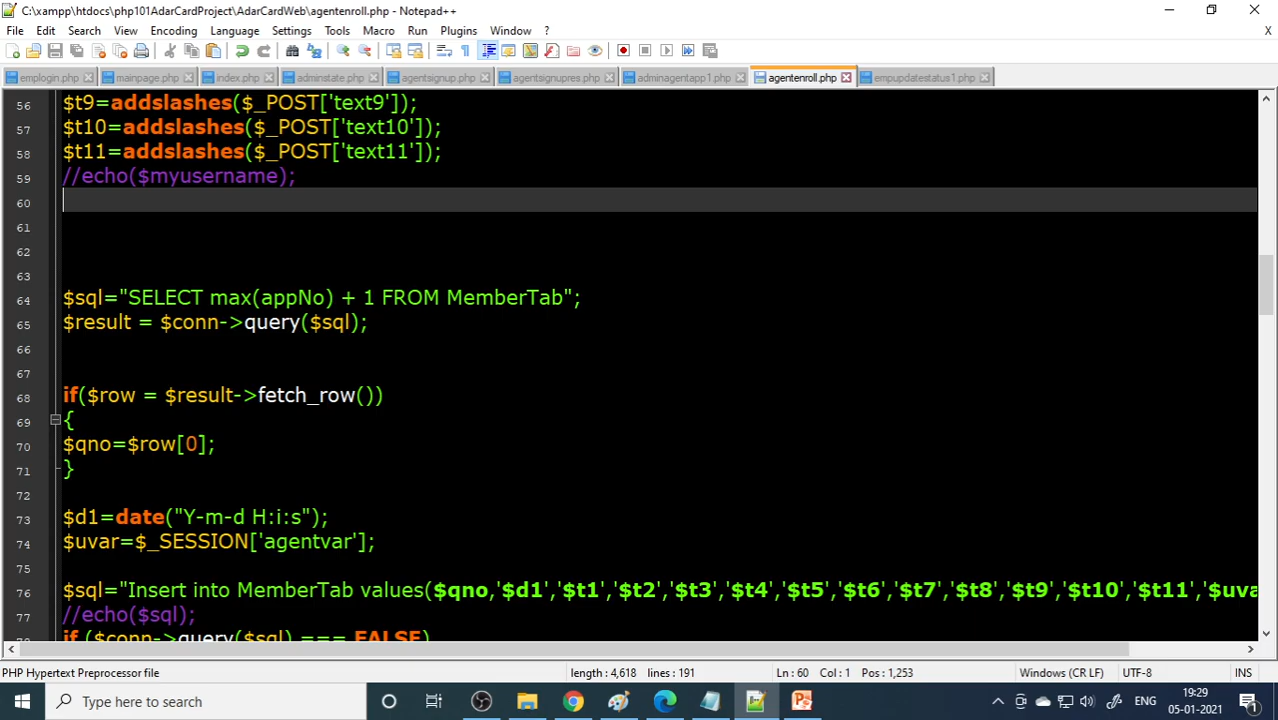 C:\xampp\htdocs\php101AdarCardProject\AdarCardWeb\agentenroll.php - Notepad++
File Edit Search View Encoding Language Settings Tools Macro Run Plugins Window ?
emplogin.php mainpage.php index.php adminstate.php agentsignup.php agentsignupres.php adminagentapp1.php agentenroll.php empupdatestatus1.php
56 $t9=addslashes($_POST['text9']);
57 $t10=addslashes($_POST['text10']);
58 $t11=addslashes($_POST['text11']);
59 //echo($myusername);
60
61
62
63
64 $sql="SELECT max(appNo) + 1 FROM MemberTab";
65 $result = $conn->query($sql);
66
67
68 if($row = $result->fetch_row())
69 {
70 $qno=$row[0];
71 }
72
73 $d1=date("Y-m-d H:i:s");
74 $uvar=$_SESSION['agentvar'];
75
76 $sql="Insert into MemberTab values($qno,'$d1','$t1','$t2','$t3','$t4','$t5','$t6','$t7','$t8','$t9','$t10','$t11','$uva
77 //echo($sql);
78 if ($conn->query($sql) === FALSE)
PHP Hypertext Preprocessor file length : 4,618 lines : 191 Ln : 60 Col : 1 Pos : 1,253 Windows (CR LF) UTF-8 INS
Type here to search ENG 19:29
05-01-2021 1